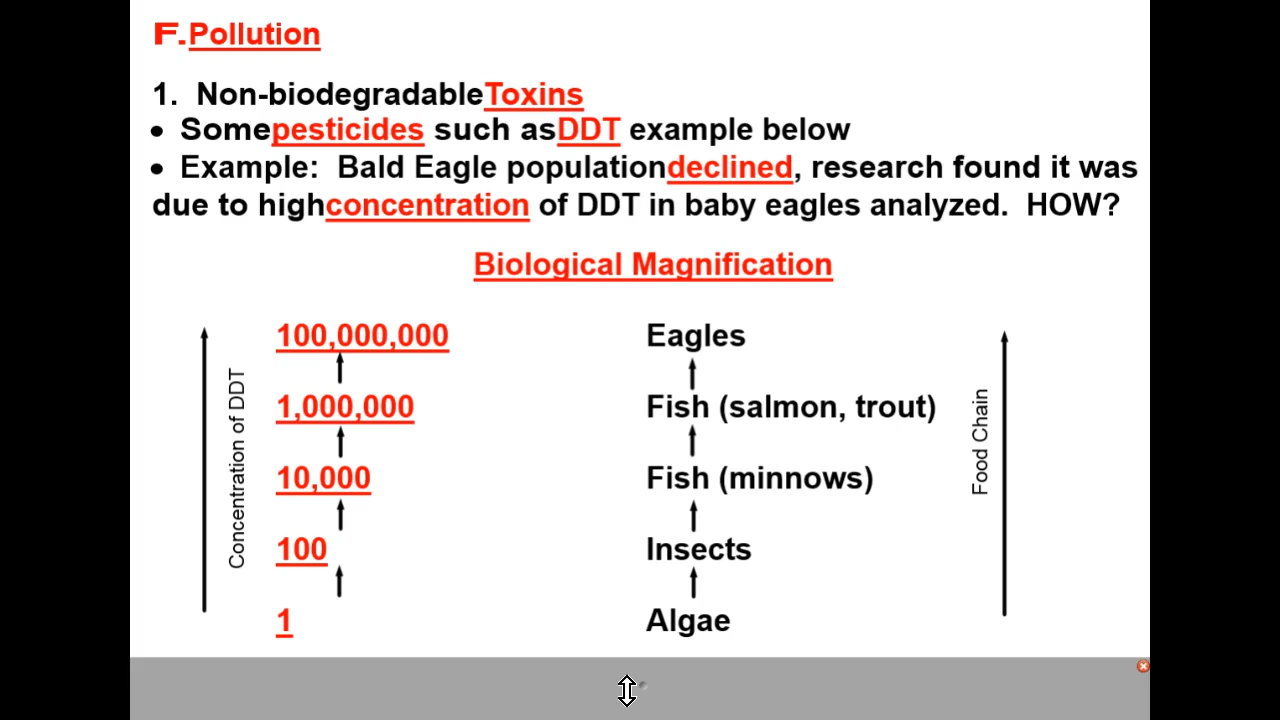 F. Pollution
1. Non-biodegradable Toxins
• Some pesticides such as DDT example below
• Example: Bald Eagle population declined, research found it was
due to high concentration of DDT in baby eagles analyzed. HOW?
Biological Magnification
100,000,000 Eagles
1,000,000 Fish (salmon, trout)
10,000 Fish (minnows)
100 Insects
1 Algae
Concentration of DDT
Food Chain